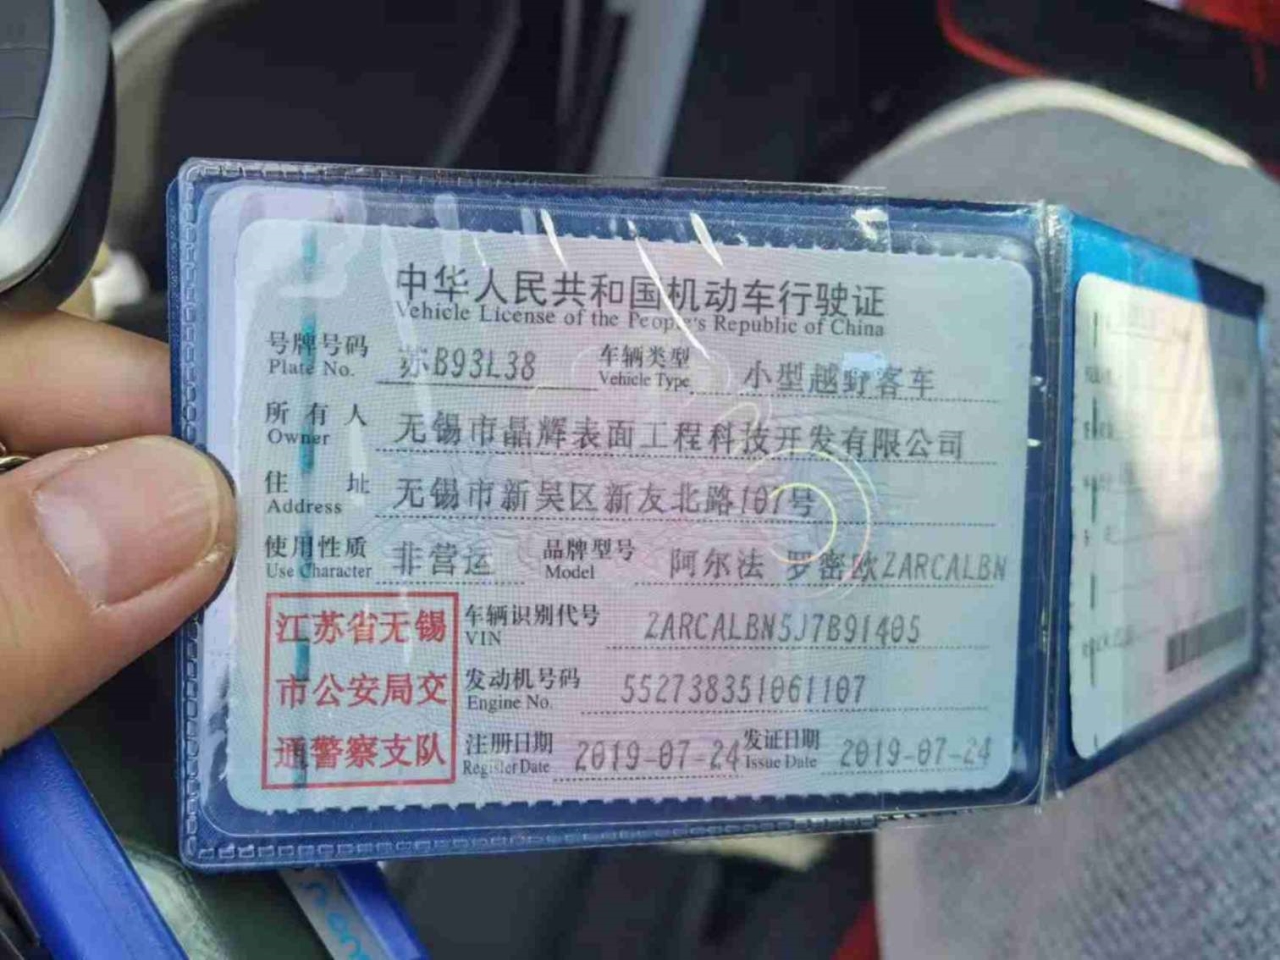 中华人民共和国机动车行驶证
Vehicle License of the People's Republic of China
号牌号码 苏B93L38 车辆类型 小型越野客车
Plate No. Vehicle Type
所有人 无锡市晶辉表面工程科技开发有限公司
Owner
住址 无锡市新吴区新友北路107号
Address
使用性质 非营运 品牌型号 阿尔法 罗密欧ZARCALBN
Use Character Model
江苏省无锡
市公安局交
通警察支队
车辆识别代号 ZARCALBN5J7B91405
VIN
发动机号码 552738351061107
Engine No.
注册日期 2019-07-24 发证日期 2019-07-24
Register Date Issue Date